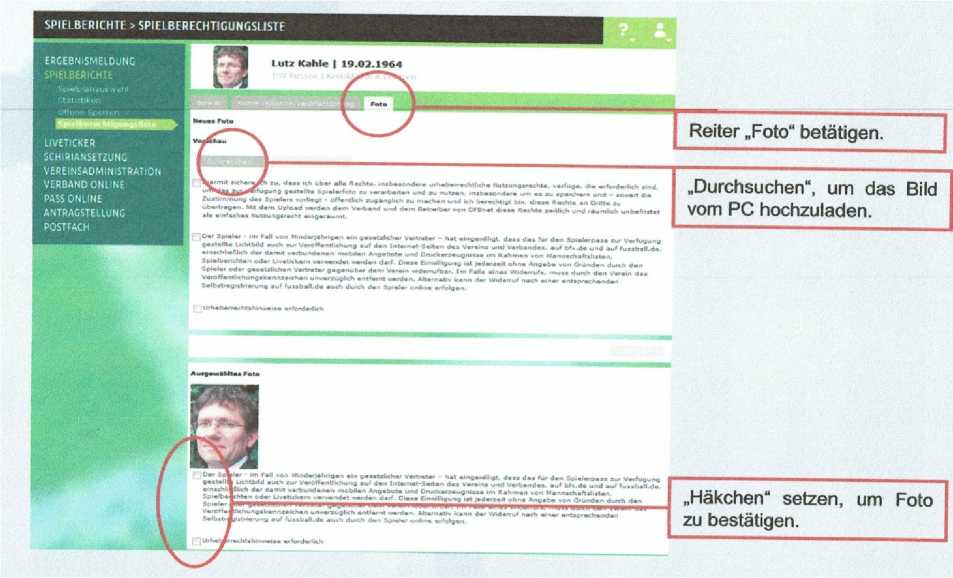 SPIELBERICHTE > SPIELBERECHTIGUNGSLISTE
?
ERGEBNISMELDUNG
SPIELBERICHTE
Spielplanauswahl
Statistiken
Offene Sperren
Spielberechtigungsliste
LIVETICKER
SCHIRIANSETZUNG
VEREINSADMINISTRATION
VERBAND ONLINE
PASS ONLINE
ANTRAGSTELLUNG
POSTFACH
Lutz Kahle | 19.02.1964
Foto
Neues Foto
Vorschau
Durchsuchen
Hiermit sichere ich zu, dass ich über alle Rechte, insbesondere urheberrechtliche Nutzungsrechte, verfüge, die erforderlich sind,
um das zur Verfügung gestellte Spielerfoto zu verarbeiten und zu nutzen, insbesondere um es zu speichern und - soweit die
Zustimmung des Spielers vorliegt - öffentlich zugänglich zu machen und ich berechtigt bin, diese Rechte an Dritte zu
übertragen. Mit dem Upload werden dem Verband und dem Betreiber von DFBnet diese Rechte zeitlich und räumlich unbefristet
als einfaches Nutzungsrecht eingeräumt.
Der Spieler - im Fall von Minderjährigen ein gesetzlicher Vertreter - hat eingewilligt, dass das für den Spielerpass zur Verfügung
gestellte Lichtbild auch zur Veröffentlichung auf den Internet-Seiten des Vereins und Verbandes, auf bfv.de und auf fussball.de,
einschließlich der damit verbundenen mobilen Angebote und Druckerzeugnisse im Rahmen von Mannschaftslisten,
Spielberichten oder Livetickern verwendet werden darf. Diese Einwilligung ist jederzeit ohne Angabe von Gründen durch den
Spieler oder gesetzlichen Vertreter gegenüber dem Verein widerrufbar. Im Falle eines Widerrufs, muss durch den Verein das
Veröffentlichungskennzeichen unverzüglich entfernt werden. Alternativ kann der Widerruf nach einer entsprechenden
Selbstregistrierung auf fussball.de auch durch den Spieler online erfolgen.
Urheberrechtshinweise erforderlich
Ausgewähltes Foto
Der Spieler - im Fall von Minderjährigen ein gesetzlicher Vertreter - hat eingewilligt, dass das für den Spielerpass zur Verfügung
gestellte Lichtbild auch zur Veröffentlichung auf den Internet-Seiten des Vereins und Verbandes, auf bfv.de und auf fussball.de,
einschließlich der damit verbundenen mobilen Angebote und Druckerzeugnisse im Rahmen von Mannschaftslisten,
Spielberichten oder Livetickern verwendet werden darf. Diese Einwilligung ist jederzeit ohne Angabe von Gründen durch den
Spieler oder gesetzlichen Vertreter gegenüber dem Verein widerrufbar. Im Falle eines Widerrufs, muss durch den Verein das
Veröffentlichungskennzeichen unverzüglich entfernt werden. Alternativ kann der Widerruf nach einer entsprechenden
Selbstregistrierung auf fussball.de auch durch den Spieler online erfolgen.
Urheberrechtshinweise erforderlich
Reiter „Foto“ betätigen.
„Durchsuchen“, um das Bild
vom PC hochzuladen.
„Häkchen“ setzen, um Foto
zu bestätigen.